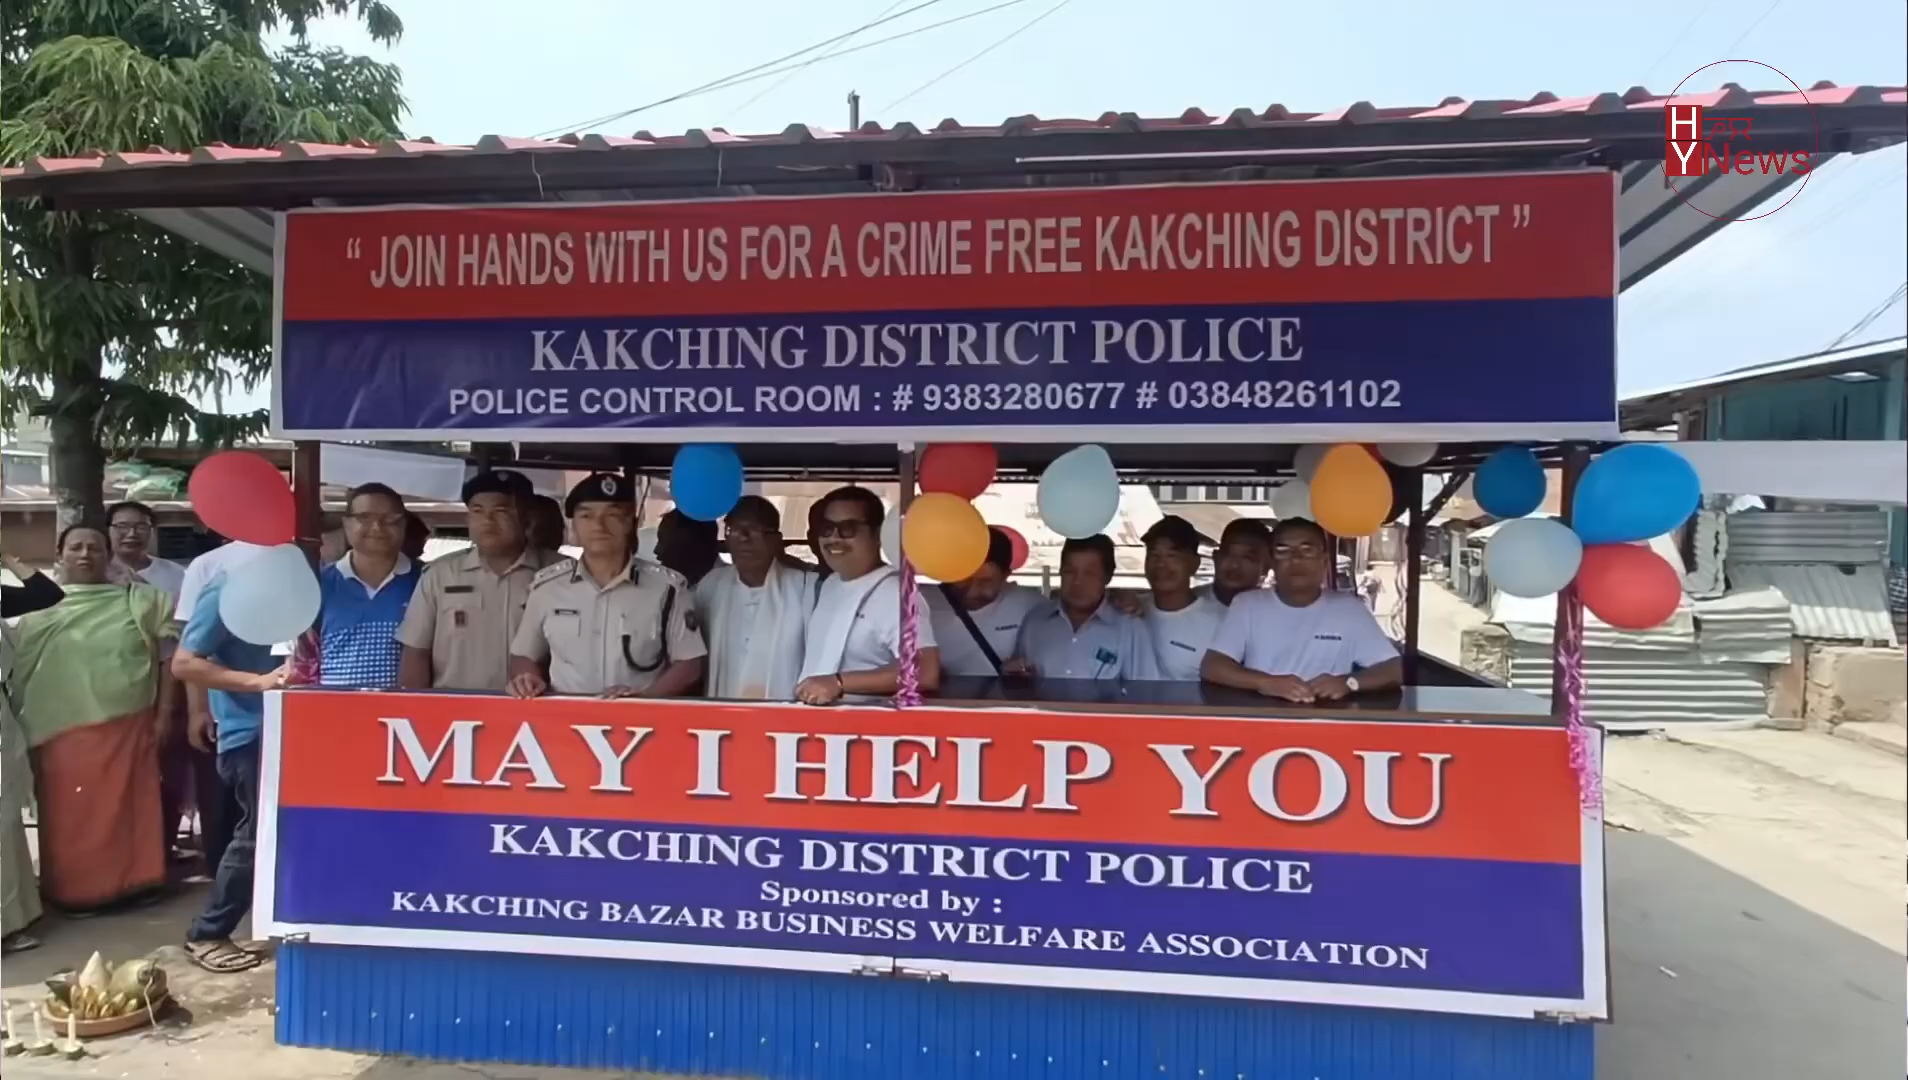 “ JOIN HANDS WITH US FOR A CRIME FREE KAKCHING DISTRICT ”
KAKCHING DISTRICT POLICE
POLICE CONTROL ROOM : # 9383280677 # 03848261102
HY News
MAY I HELP YOU
KAKCHING DISTRICT POLICE
Sponsored by :
KAKCHING BAZAR BUSINESS WELFARE ASSOCIATION